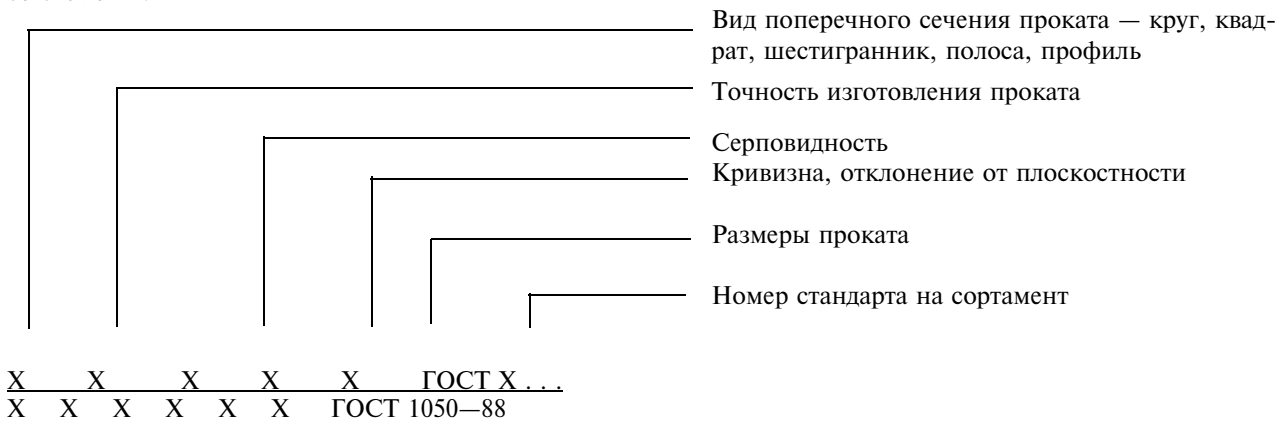 Вид поперечного сечения проката — круг, квад-
рат, шестигранник, полоса, профиль
Точность изготовления проката
Серповидность
Кривизна, отклонение от плоскостности
Размеры проката
Номер стандарта на сортамент
X X X X X ГОСТ X . . .
X X X X X X ГОСТ 1050—88